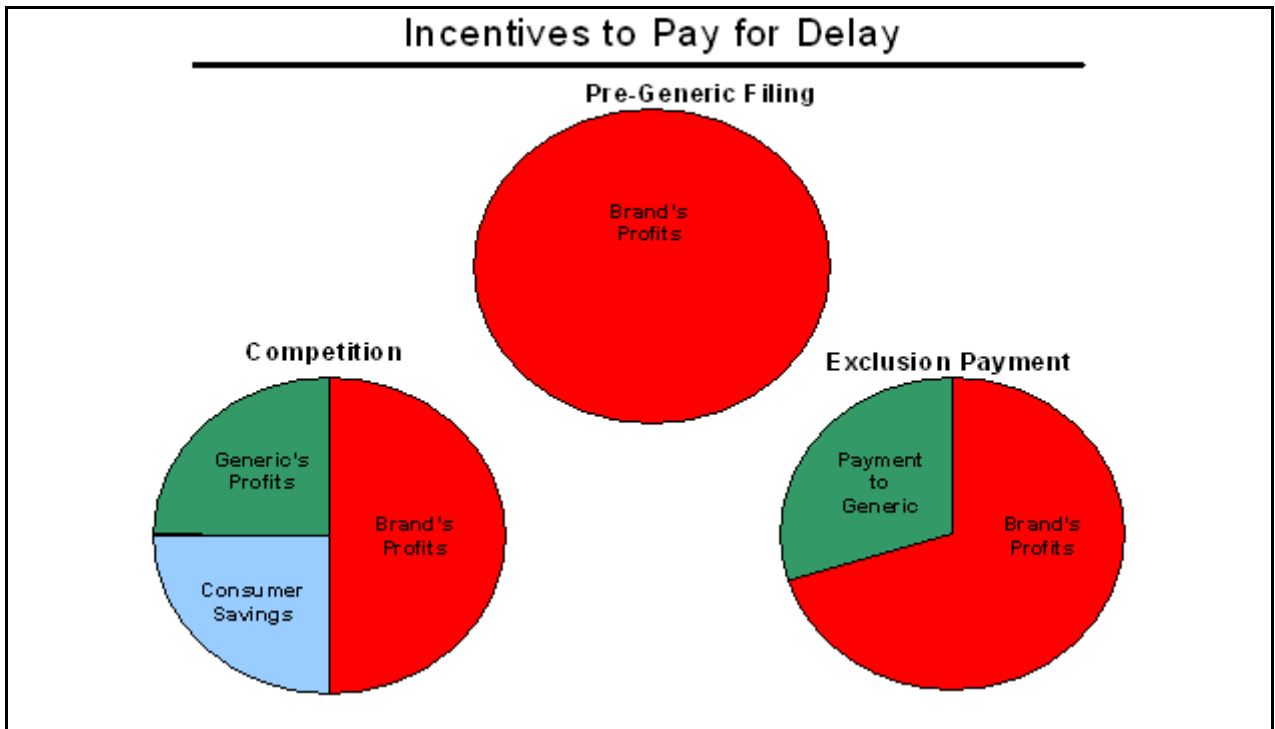 Incentives to Pay for Delay
Pre-Generic Filing
Brand's
Profits
Competition
Generic's
Profits
Brand's
Profits
Consumer
Savings
Exclusion Payment
Payment
to
Generic
Brand's
Profits